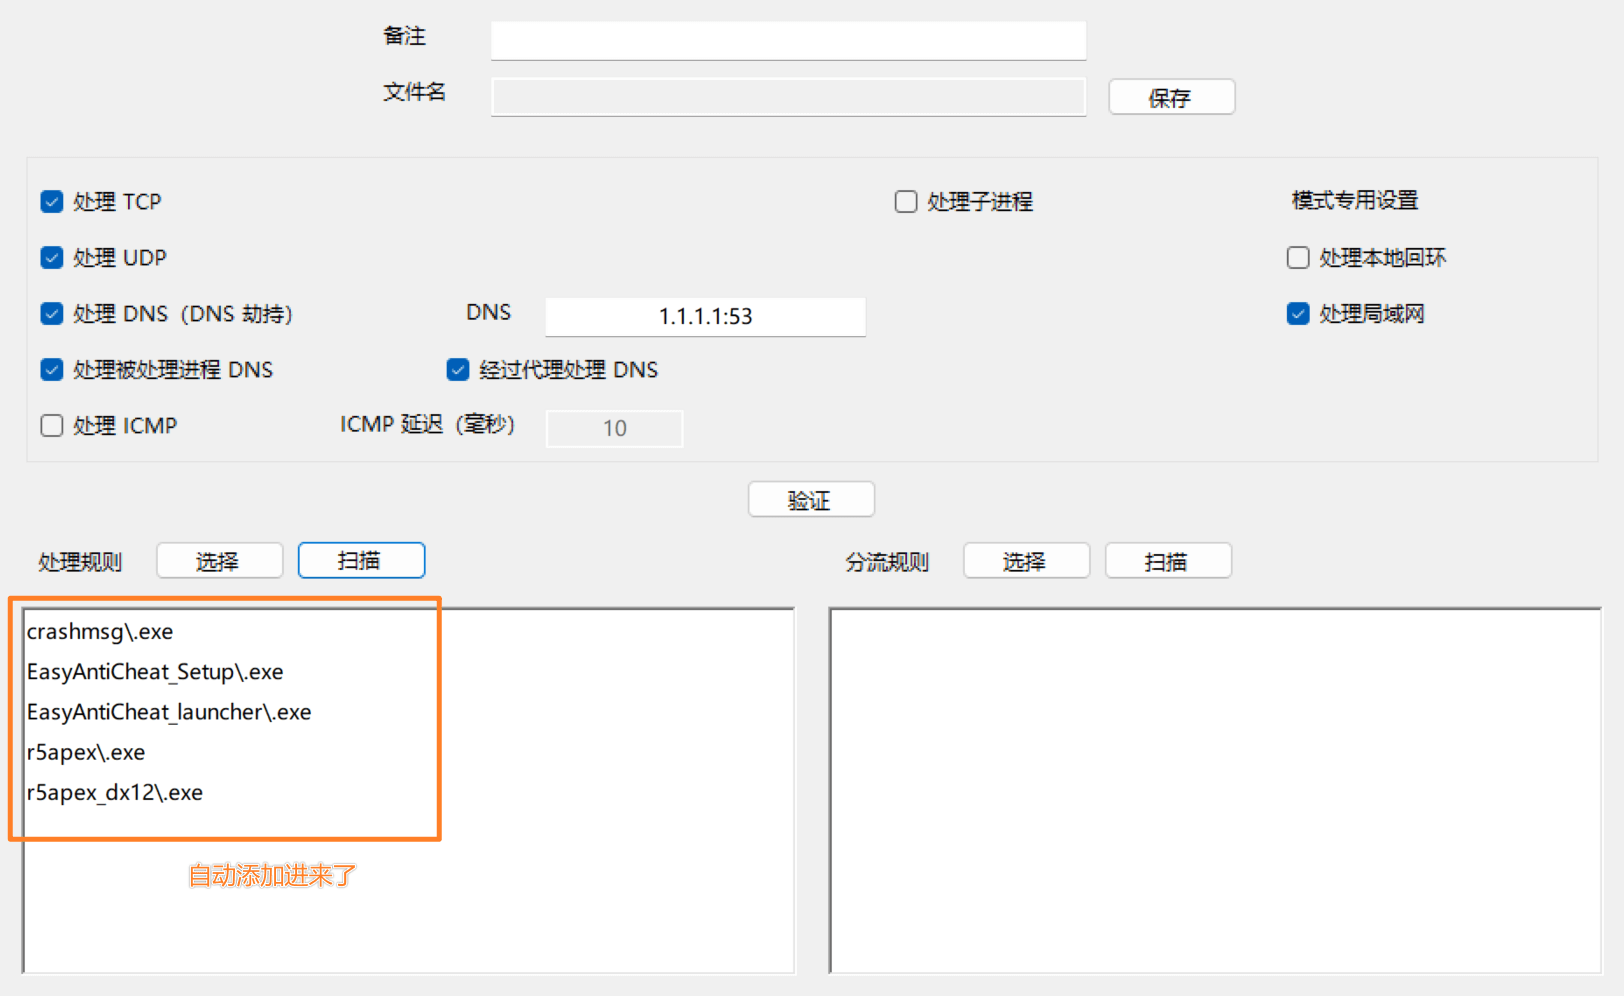 备注
文件名
保存
处理 TCP
处理子进程
模式专用设置
处理 UDP
处理本地回环
处理 DNS（DNS 劫持）
DNS
1.1.1.1:53
处理局域网
处理被处理进程 DNS
经过代理处理 DNS
处理 ICMP
ICMP 延迟（毫秒）
10
验证
处理规则
选择
扫描
分流规则
选择
扫描
crashmsg\.exe
EasyAntiCheat_Setup\.exe
EasyAntiCheat_launcher\.exe
r5apex\.exe
r5apex_dx12\.exe
自动添加进来了